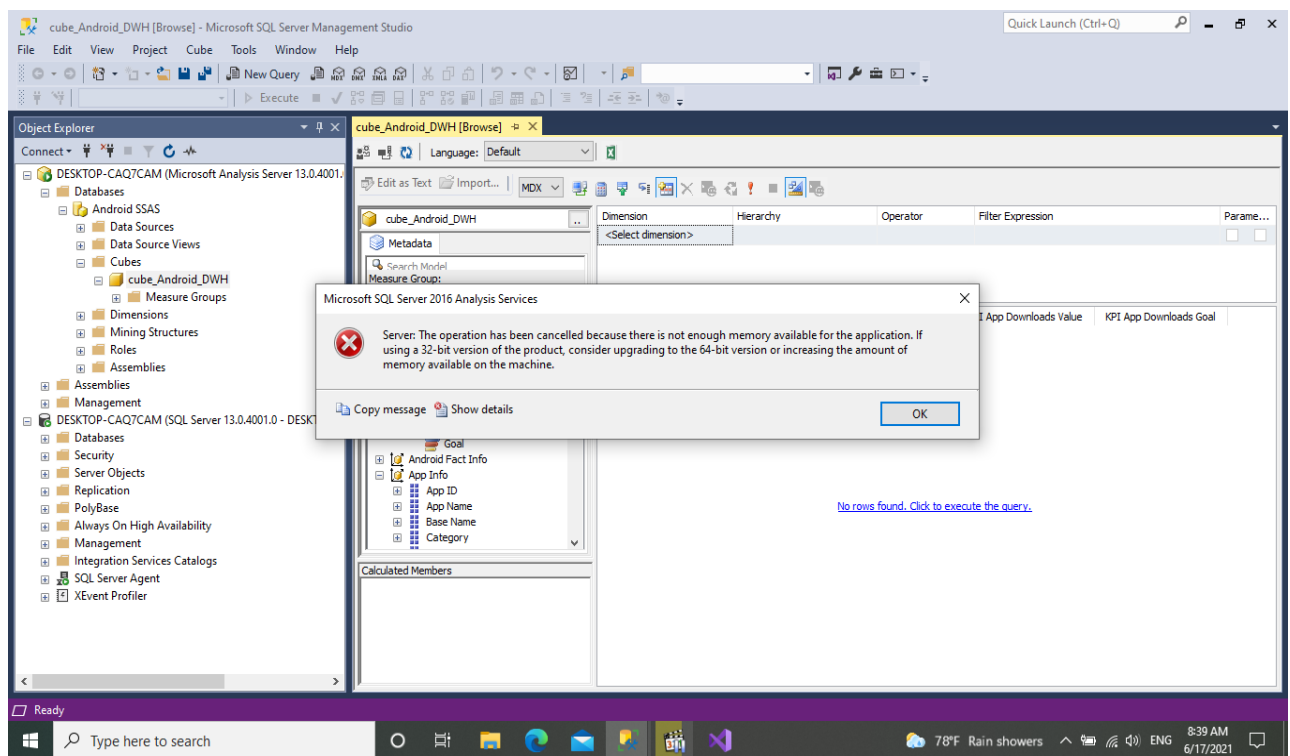 cube_Android_DWH [Browse] - Microsoft SQL Server Management Studio
Quick Launch (Ctrl+Q)
File Edit View Project Cube Tools Window Help
New Query
Execute
Object Explorer
cube_Android_DWH [Browse]
Connect
Language: Default
DESKTOP-CAQ7CAM (Microsoft Analysis Server 13.0.4001.
Databases
Android SSAS
Data Sources
Data Source Views
Cubes
cube_Android_DWH
Measure Groups
Dimensions
Mining Structures
Roles
Assemblies
Assemblies
Management
DESKTOP-CAQ7CAM (SQL Server 13.0.4001.0 - DESKT
Databases
Security
Server Objects
Replication
PolyBase
Always On High Availability
Management
Integration Services Catalogs
SQL Server Agent
XEvent Profiler
Edit as Text Import... MDX
cube_Android_DWH ..
Metadata
Search Model
Measure Group:
Dimension Hierarchy Operator Filter Expression Parame...
<Select dimension>
Microsoft SQL Server 2016 Analysis Services
Server: The operation has been cancelled because there is not enough memory available for the application. If
using a 32-bit version of the product, consider upgrading to the 64-bit version or increasing the amount of
memory available on the machine.
Copy message Show details OK
I App Downloads Value KPI App Downloads Goal
Goal
Android Fact Info
App Info
App ID
App Name
Base Name
Category
No rows found. Click to execute the query.
Calculated Members
Ready
Type here to search
78°F Rain showers ENG 8:39 AM
6/17/2021